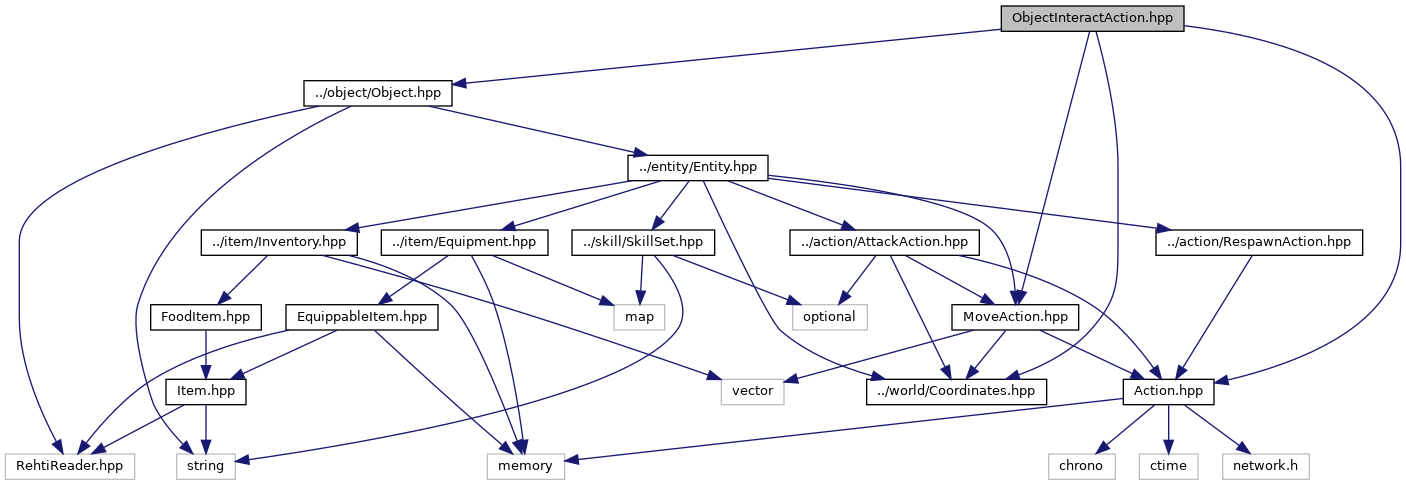 ObjectInteractAction.hpp
../object/Object.hpp
../entity/Entity.hpp
../item/Inventory.hpp
../item/Equipment.hpp
../skill/SkillSet.hpp
../action/AttackAction.hpp
../action/RespawnAction.hpp
FoodItem.hpp
EquippableItem.hpp
map
optional
MoveAction.hpp
Item.hpp
vector
../world/Coordinates.hpp
Action.hpp
RehtiReader.hpp
string
memory
chrono
ctime
network.h